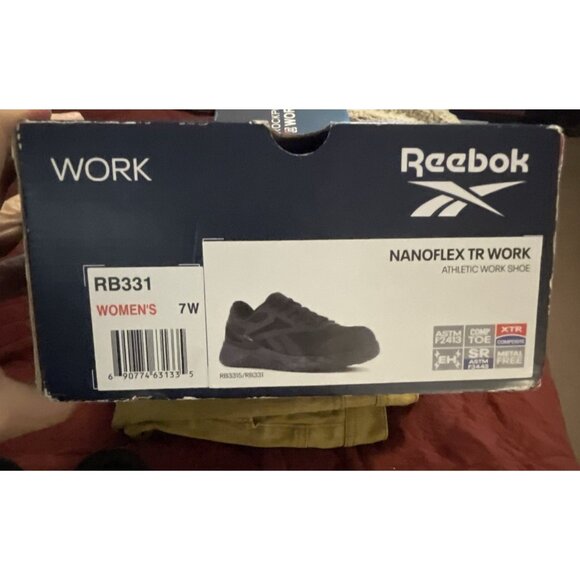 WORK
Reebok
NANOFLEX TR WORK
ATHLETIC WORK SHOE
RB331
WOMEN'S 7W
6 90774 63133 5
RB3315/RB331
ASTM
F2413
COMP
TOE
XTR
COMPOSITE
EH
SR
ASTM
METAL
FREE